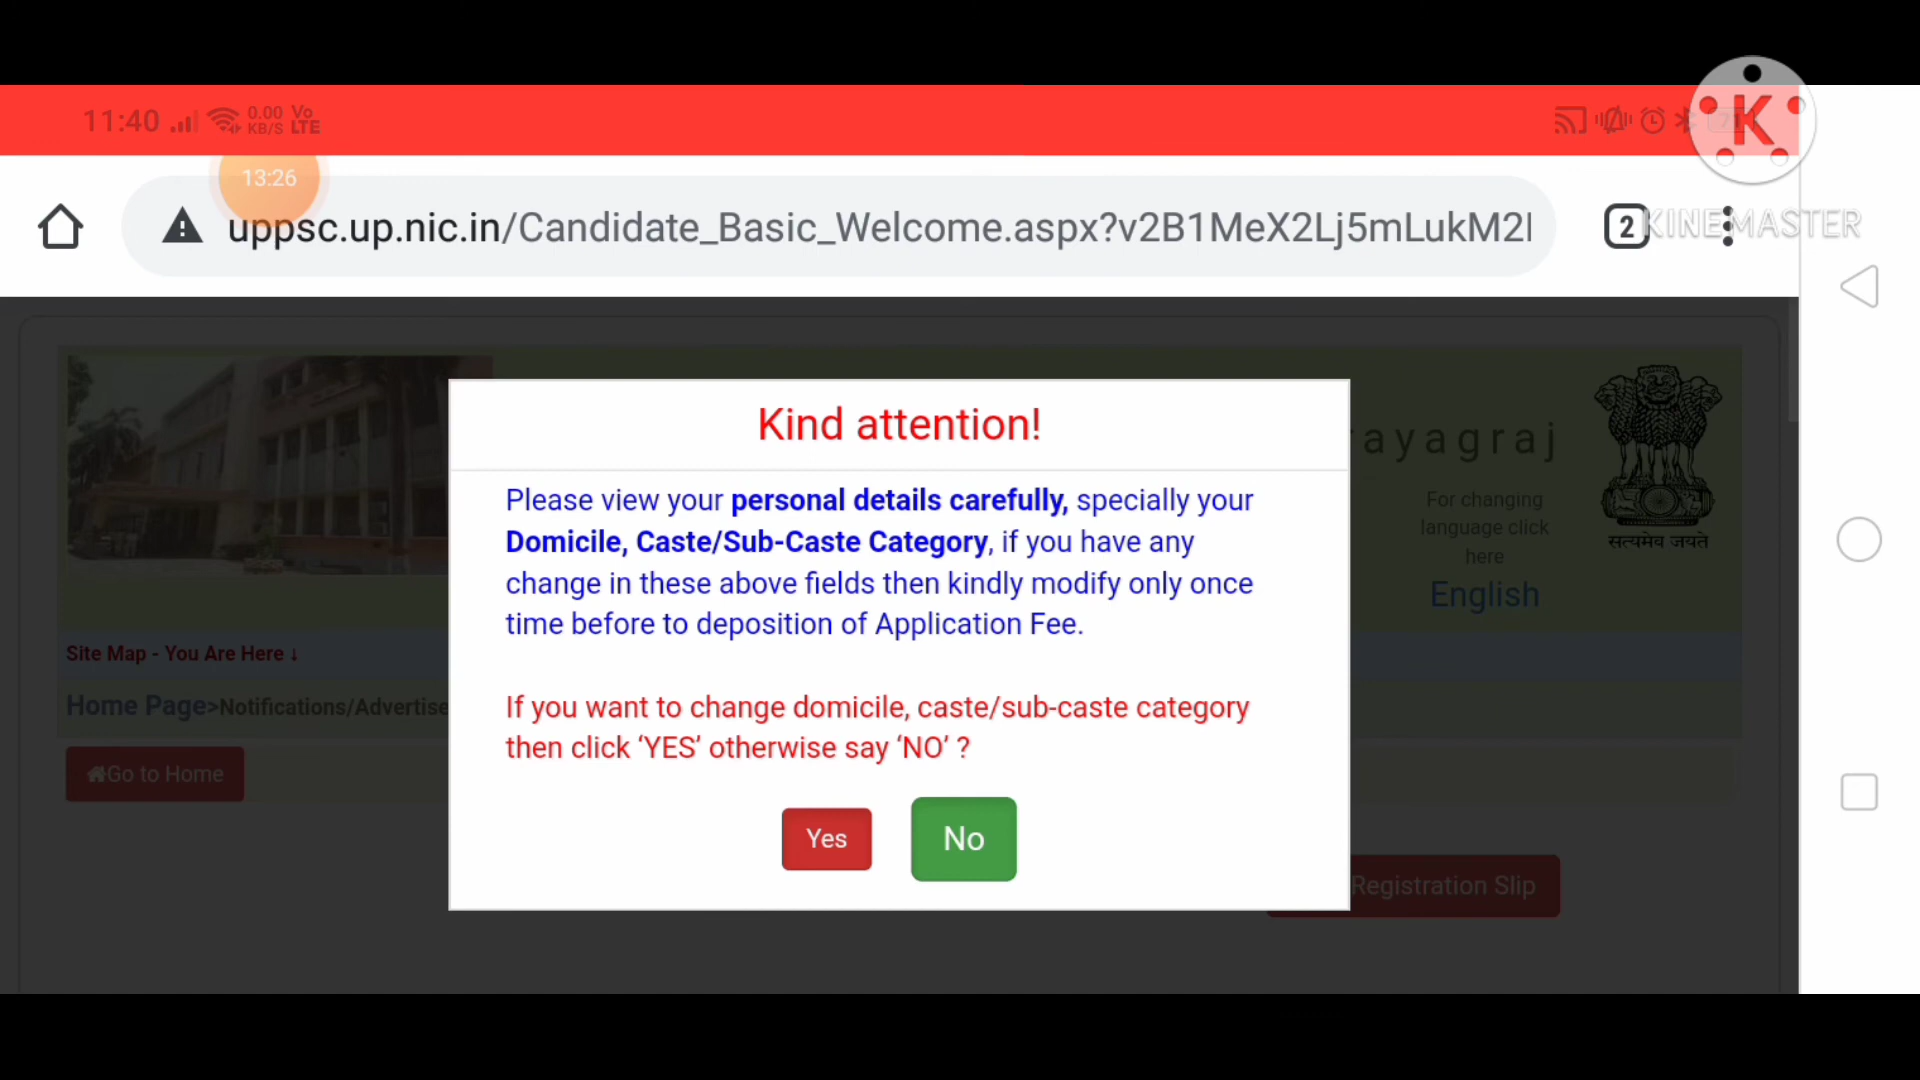 11:40 0.00 KB/S Vo LTE
K
13:26
uppsc.up.nic.in/Candidate_Basic_Welcome.aspx?v2B1MeX2Lj5mLukM2
2
KINEMASTER
Kind attention!
Please view your personal details carefully, specially your
Domicile, Caste/Sub-Caste Category, if you have any
change in these above fields then kindly modify only once
time before to deposition of Application Fee.
If you want to change domicile, caste/sub-caste category
then click ‘YES’ otherwise say ‘NO’ ?
Yes
No
rayagraj
For changing
language click
here
English
सत्यमेव जयते
Site Map - You Are Here ↓
Home Page>Notifications/Advertise
Go to Home
Registration Slip